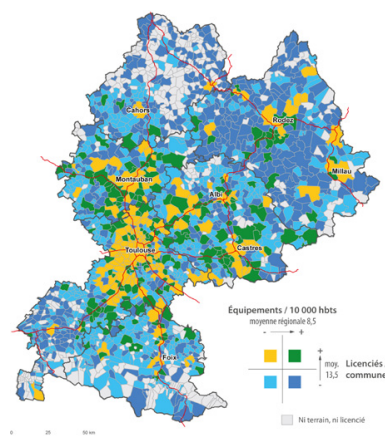 Cahors
Rodez
Millau
Montauban
Albi
Toulouse
Castres
Équipements / 10 000 hbts
moyenne régionale 8,5
- +
+
moy. Licenciés
13,5 commune
-
Foix
Ni terrain, ni licencié
0 25 50 km